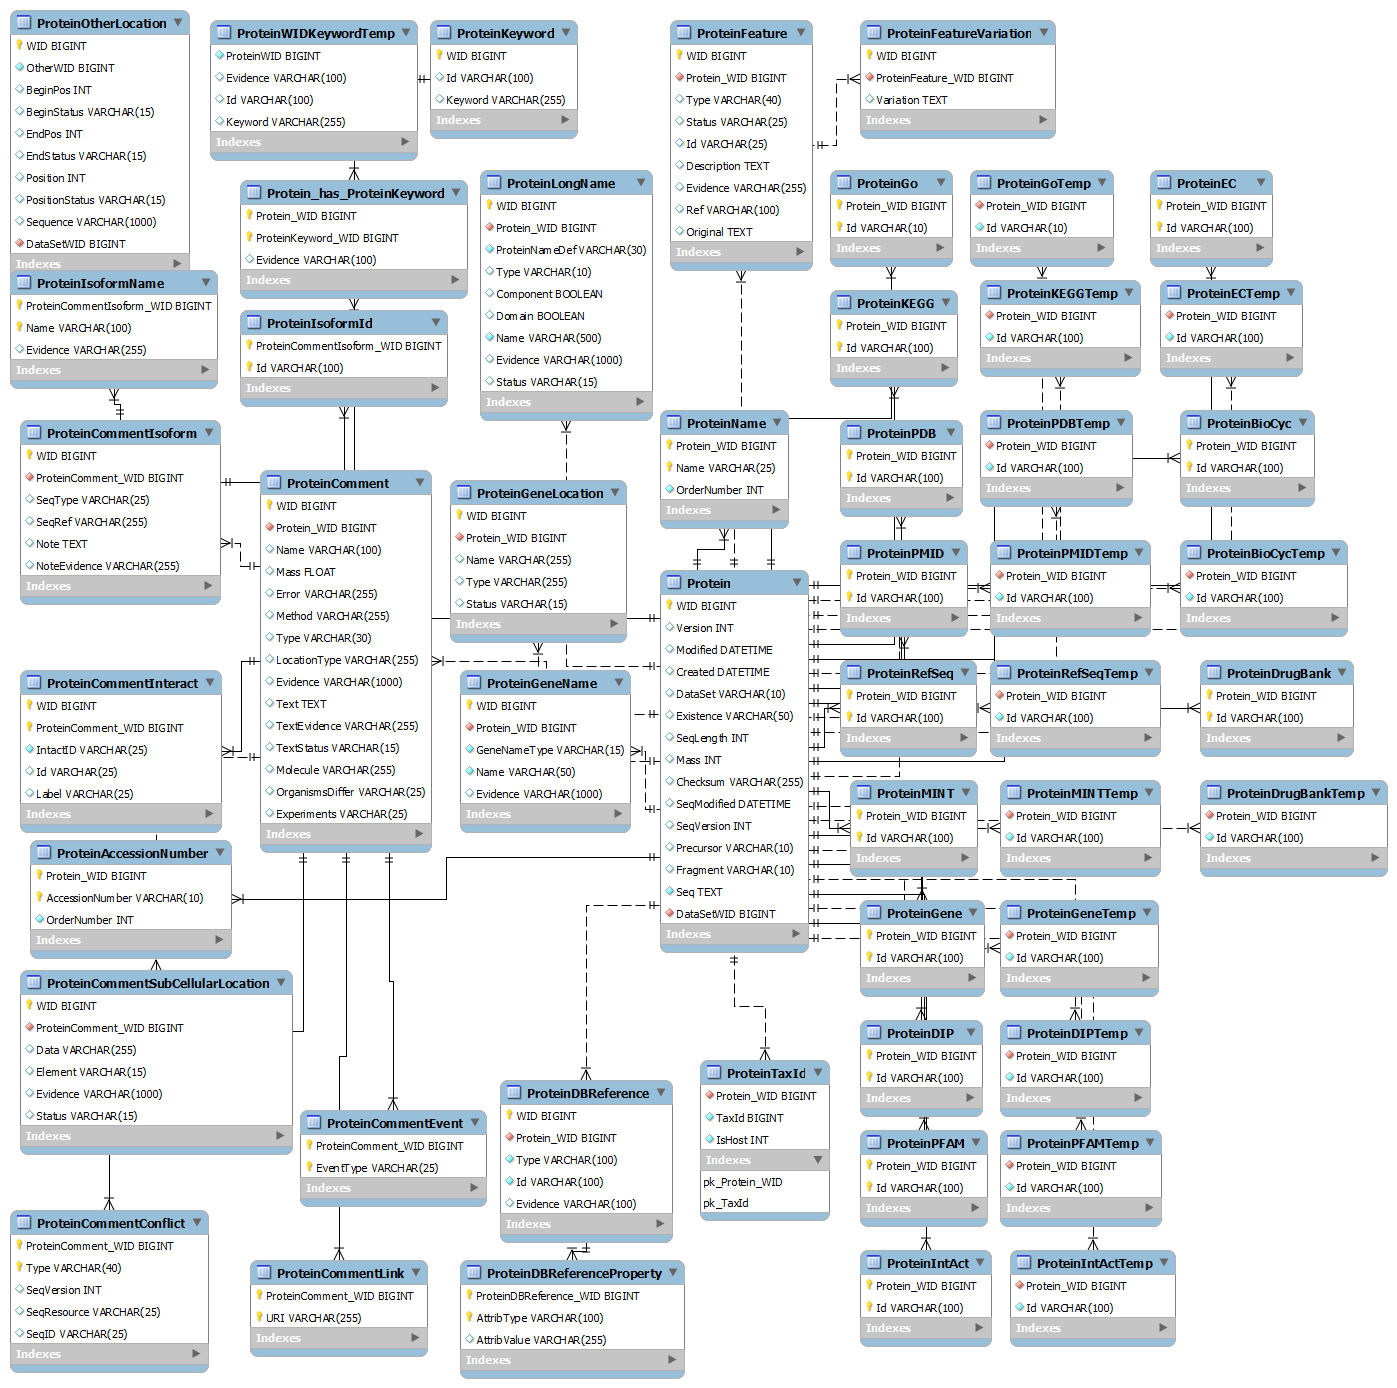 ProteinOtherLocation
WID BIGINT
OtherWID BIGINT
BeginPos INT
BeginStatus VARCHAR(15)
EndPos INT
EndStatus VARCHAR(15)
Position INT
PositionStatus VARCHAR(15)
Sequence VARCHAR(1000)
DataSetWID BIGINT
Indexes
ProteinWIDKeywordTemp
ProteinWID BIGINT
Evidence VARCHAR(100)
Id VARCHAR(100)
Keyword VARCHAR(255)
Indexes
ProteinKeyword
WID BIGINT
Id VARCHAR(100)
Keyword VARCHAR(255)
Indexes
ProteinFeature
WID BIGINT
Protein_WID BIGINT
Type VARCHAR(40)
Status VARCHAR(25)
Id VARCHAR(25)
Description TEXT
Evidence VARCHAR(255)
Ref VARCHAR(100)
Original TEXT
Indexes
ProteinFeatureVariation
WID BIGINT
ProteinFeature_WID BIGINT
Variation TEXT
Indexes
Protein_has_ProteinKeyword
Protein_WID BIGINT
ProteinKeyword_WID BIGINT
Evidence VARCHAR(100)
Indexes
ProteinLongName
WID BIGINT
Protein_WID BIGINT
ProteinNameDef VARCHAR(30)
Type VARCHAR(10)
Component BOOLEAN
Domain BOOLEAN
Name VARCHAR(500)
Evidence VARCHAR(1000)
Status VARCHAR(15)
Indexes
ProteinGo
Protein_WID BIGINT
Id VARCHAR(10)
Indexes
ProteinGoTemp
Protein_WID BIGINT
Id VARCHAR(10)
Indexes
ProteinEC
Protein_WID BIGINT
Id VARCHAR(100)
Indexes
ProteinIsoformName
ProteinCommentIsoform_WID BIGINT
Name VARCHAR(100)
Evidence VARCHAR(255)
Indexes
ProteinIsoformId
ProteinCommentIsoform_WID BIGINT
Id VARCHAR(100)
Indexes
ProteinKEGG
Protein_WID BIGINT
Id VARCHAR(100)
Indexes
ProteinKEGGTemp
Protein_WID BIGINT
Id VARCHAR(100)
Indexes
ProteinECTemp
Protein_WID BIGINT
Id VARCHAR(100)
Indexes
ProteinCommentIsoform
WID BIGINT
ProteinComment_WID BIGINT
SeqType VARCHAR(25)
SeqRef VARCHAR(255)
Note TEXT
NoteEvidence VARCHAR(255)
Indexes
ProteinComment
WID BIGINT
Protein_WID BIGINT
Name VARCHAR(100)
Mass FLOAT
Error VARCHAR(255)
Method VARCHAR(255)
Type VARCHAR(30)
LocationType VARCHAR(255)
Evidence VARCHAR(1000)
Text TEXT
TextEvidence VARCHAR(255)
TextStatus VARCHAR(15)
Molecule VARCHAR(255)
OrganismsDiffer VARCHAR(25)
Experiments VARCHAR(25)
Indexes
ProteinGeneLocation
WID BIGINT
Protein_WID BIGINT
Name VARCHAR(255)
Type VARCHAR(255)
Status VARCHAR(15)
Indexes
ProteinName
Protein_WID BIGINT
Name VARCHAR(25)
OrderNumber INT
Indexes
ProteinPDB
Protein_WID BIGINT
Id VARCHAR(100)
Indexes
ProteinPDBTemp
Protein_WID BIGINT
Id VARCHAR(100)
Indexes
ProteinBioCyc
Protein_WID BIGINT
Id VARCHAR(100)
Indexes
Protein
WID BIGINT
Version INT
Modified DATETIME
Created DATETIME
DataSet VARCHAR(10)
Existence VARCHAR(50)
SeqLength INT
Mass INT
Checksum VARCHAR(255)
SeqModified DATETIME
SeqVersion INT
Precursor VARCHAR(10)
Fragment VARCHAR(10)
Seq TEXT
DataSetWID BIGINT
Indexes
ProteinPMID
Protein_WID BIGINT
Id VARCHAR(100)
Indexes
ProteinPMIDTemp
Protein_WID BIGINT
Id VARCHAR(100)
Indexes
ProteinBioCycTemp
Protein_WID BIGINT
Id VARCHAR(100)
Indexes
ProteinCommentInteract
WID BIGINT
ProteinComment_WID BIGINT
IntactID VARCHAR(25)
Id VARCHAR(25)
Label VARCHAR(25)
Indexes
ProteinGeneName
WID BIGINT
Protein_WID BIGINT
GeneNameType VARCHAR(15)
Name VARCHAR(50)
Evidence VARCHAR(1000)
Indexes
ProteinRefSeq
Protein_WID BIGINT
Id VARCHAR(100)
Indexes
ProteinRefSeqTemp
Protein_WID BIGINT
Id VARCHAR(100)
Indexes
ProteinDrugBank
Protein_WID BIGINT
Id VARCHAR(100)
Indexes
ProteinMINT
Protein_WID BIGINT
Id VARCHAR(100)
Indexes
ProteinMINTTemp
Protein_WID BIGINT
Id VARCHAR(100)
Indexes
ProteinDrugBankTemp
Protein_WID BIGINT
Id VARCHAR(100)
Indexes
ProteinAccessionNumber
Protein_WID BIGINT
AccessionNumber VARCHAR(10)
OrderNumber INT
Indexes
ProteinGene
Protein_WID BIGINT
Id VARCHAR(100)
Indexes
ProteinGeneTemp
Protein_WID BIGINT
Id VARCHAR(100)
Indexes
ProteinCommentSubCellularLocation
WID BIGINT
ProteinComment_WID BIGINT
Data VARCHAR(255)
Element VARCHAR(15)
Evidence VARCHAR(1000)
Status VARCHAR(15)
Indexes
ProteinDIP
Protein_WID BIGINT
Id VARCHAR(100)
Indexes
ProteinDIPTemp
Protein_WID BIGINT
Id VARCHAR(100)
Indexes
ProteinCommentEvent
ProteinComment_WID BIGINT
EventType VARCHAR(25)
Indexes
ProteinDBReference
WID BIGINT
Protein_WID BIGINT
Type VARCHAR(100)
Id VARCHAR(100)
Evidence VARCHAR(100)
Indexes
ProteinTaxId
Protein_WID BIGINT
TaxId BIGINT
IsHost INT
Indexes
pk_Protein_WID
pk_TaxId
ProteinPFAM
Protein_WID BIGINT
Id VARCHAR(100)
Indexes
ProteinPFAMTemp
Protein_WID BIGINT
Id VARCHAR(100)
Indexes
ProteinCommentConflict
ProteinComment_WID BIGINT
Type VARCHAR(40)
SeqVersion INT
SeqResource VARCHAR(25)
SeqID VARCHAR(25)
Indexes
ProteinCommentLink
ProteinComment_WID BIGINT
URI VARCHAR(255)
Indexes
ProteinDBReferenceProperty
ProteinDBReference_WID BIGINT
AttribType VARCHAR(100)
AttribValue VARCHAR(255)
Indexes
ProteinIntAct
Protein_WID BIGINT
Id VARCHAR(100)
Indexes
ProteinIntActTemp
Protein_WID BIGINT
Id VARCHAR(100)
Indexes